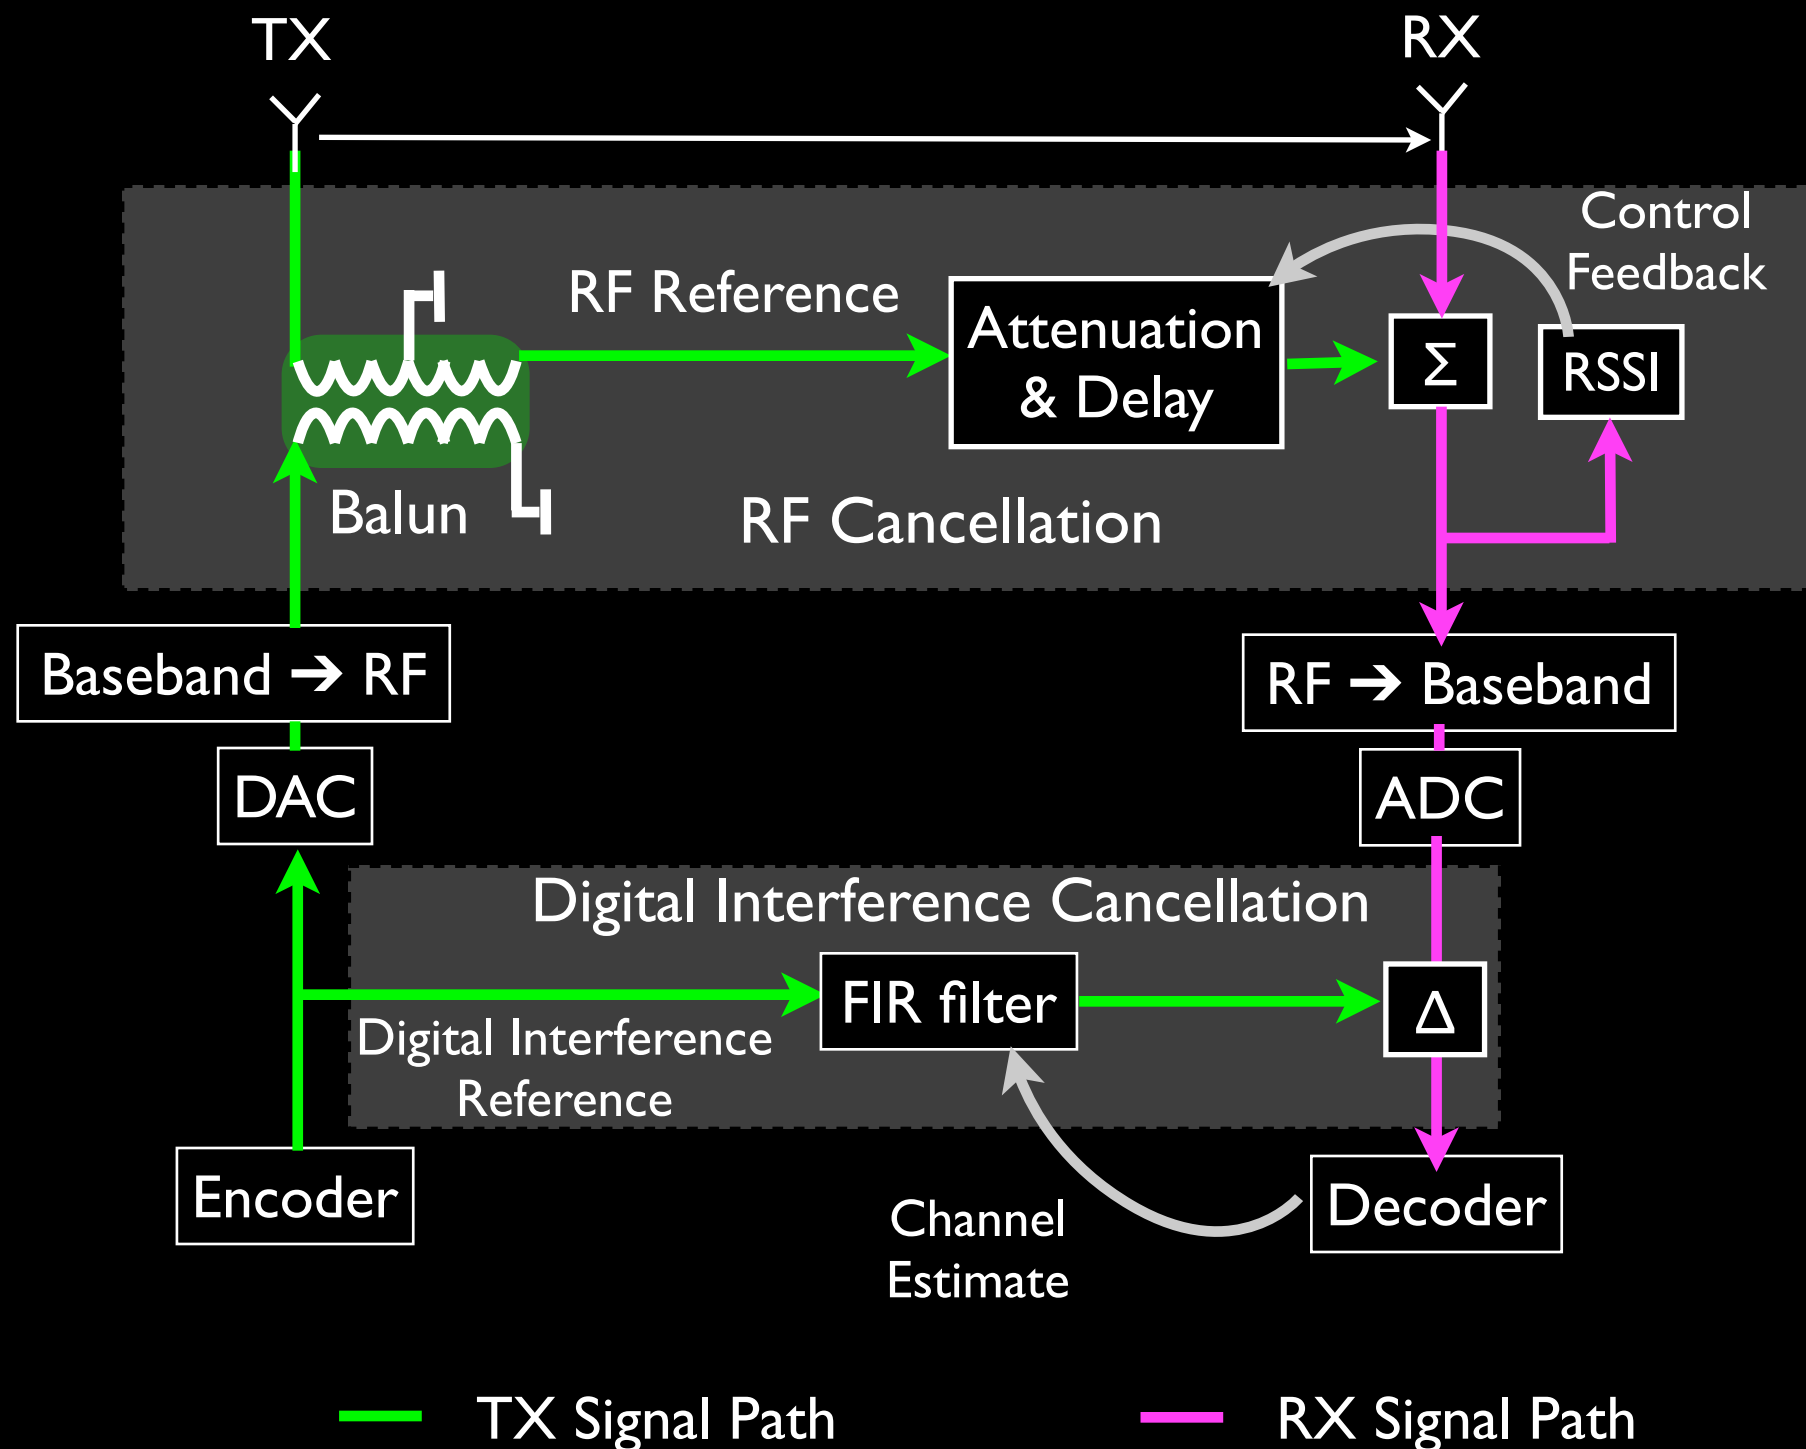 TX
RX
Control
Feedback
RF Reference
Attenuation
& Delay
Σ
RSSI
Balun
RF Cancellation
Baseband ➔ RF
RF ➔ Baseband
DAC
ADC
Digital Interference Cancellation
FIR filter
Δ
Digital Interference
Reference
Encoder
Decoder
Channel
Estimate
TX Signal Path
RX Signal Path